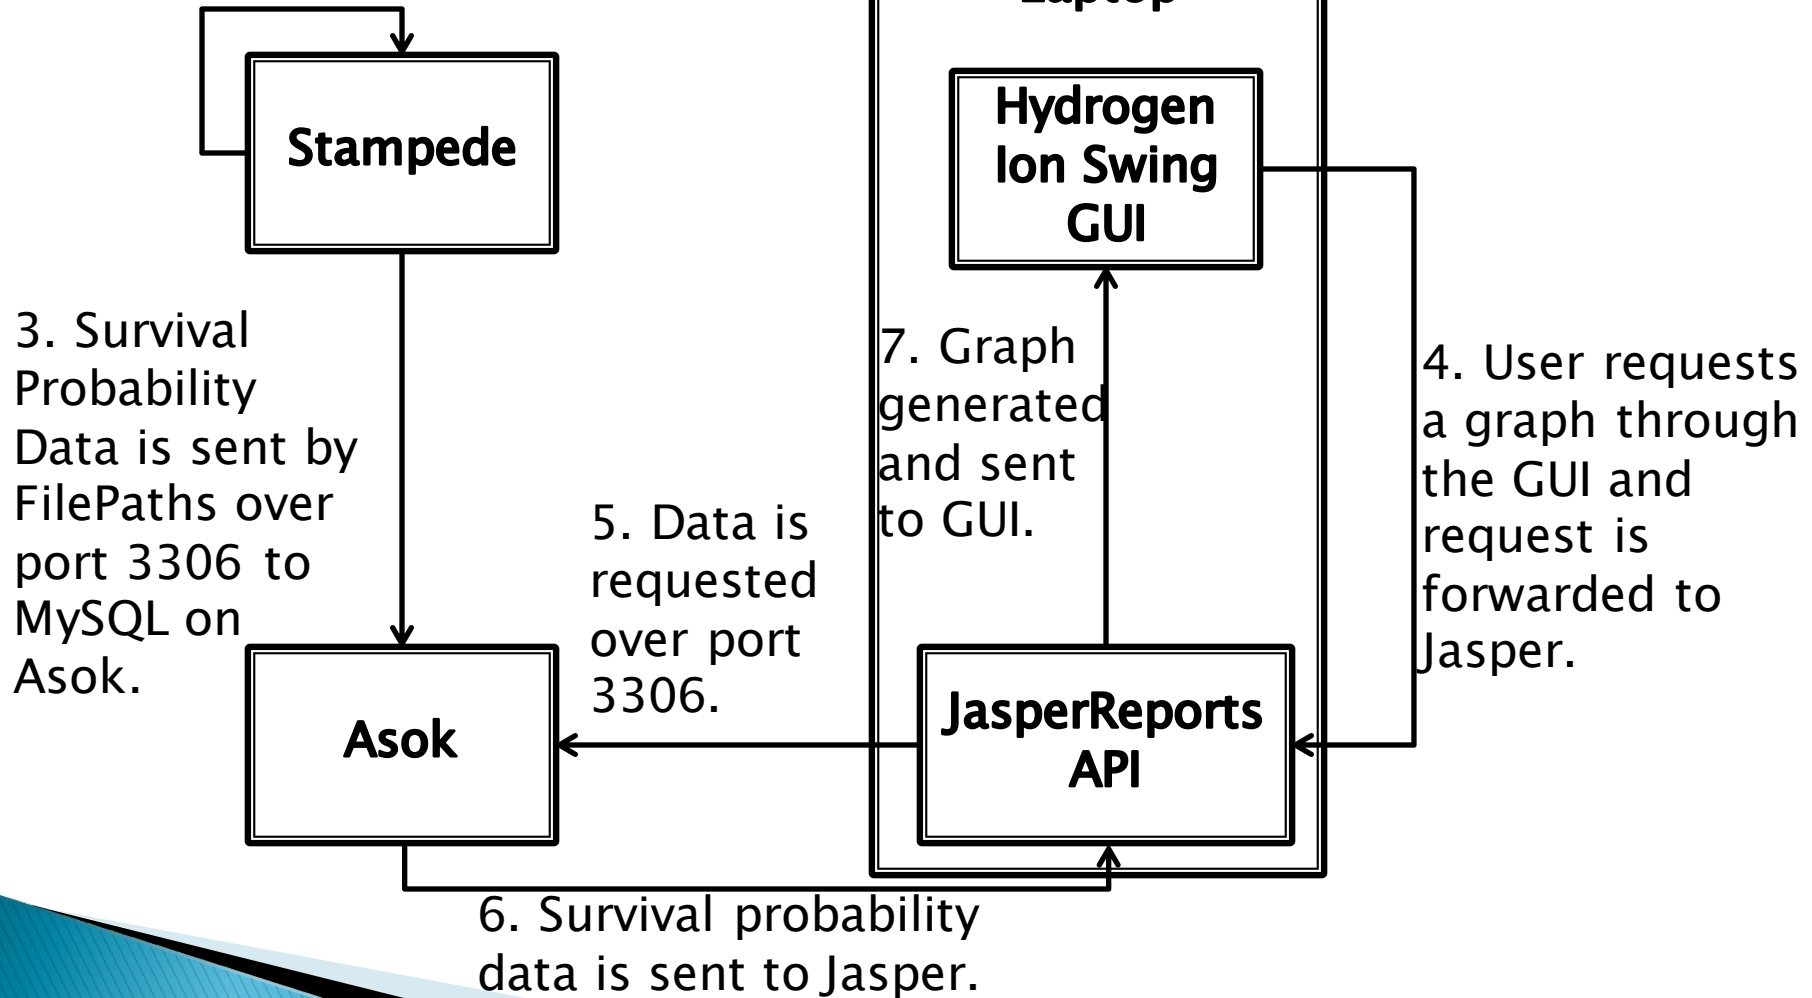 Laptop
Stampede
Hydrogen
Ion Swing
GUI
3. Survival
Probability
Data is sent by
FilePaths over
port 3306 to
MySQL on
Asok.
7. Graph
generated
and sent
to GUI.
4. User requests
a graph through
the GUI and
request is
forwarded to
Jasper.
5. Data is
requested
over port
3306.
Asok
JasperReports
API
6. Survival probability
data is sent to Jasper.